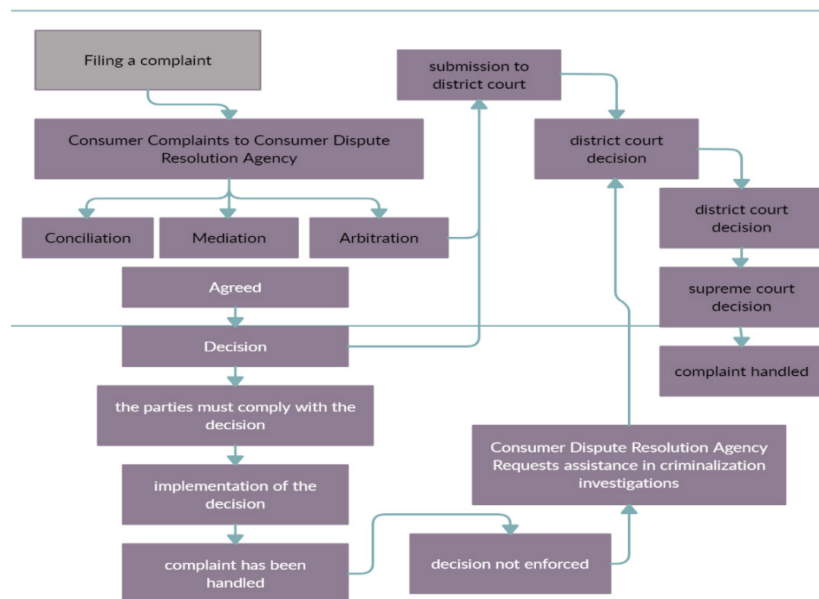 Filing a complaint
submission to
district court
Consumer Complaints to Consumer Dispute
Resolution Agency
district court
decision
Conciliation
Mediation
Arbitration
district court
decision
Agreed
supreme court
decision
Decision
complaint handled
the parties must comply with the
decision
Consumer Dispute Resolution Agency
Requests assistance in criminalization
investigations
implementation of the
decision
complaint has been
handled
decision not enforced